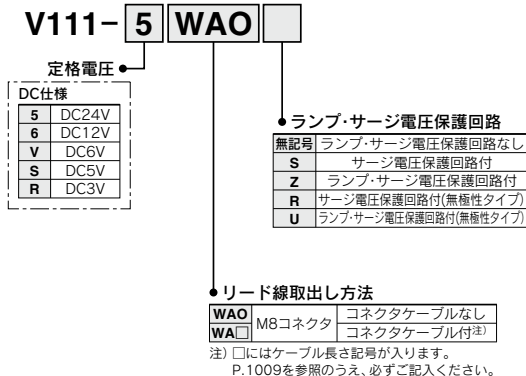 V111-5 WAO
定格電圧
DC仕様
5 DC24V
6 DC12V
V DC6V
S DC5V
R DC3V
ランプ・サージ電圧保護回路
無記号 ランプ・サージ電圧保護回路なし
S サージ電圧保護回路付
Z ランプ・サージ電圧保護回路付
R サージ電圧保護回路付(無極性タイプ)
U ランプ・サージ電圧保護回路付(無極性タイプ)
リード線取出し方法
WAO M8コネクタ コネクタケーブルなし
WA□ コネクタケーブル付注)
注) □にはケーブル長さ記号が入ります。
P.1009を参照のうえ、必ずご記入ください。